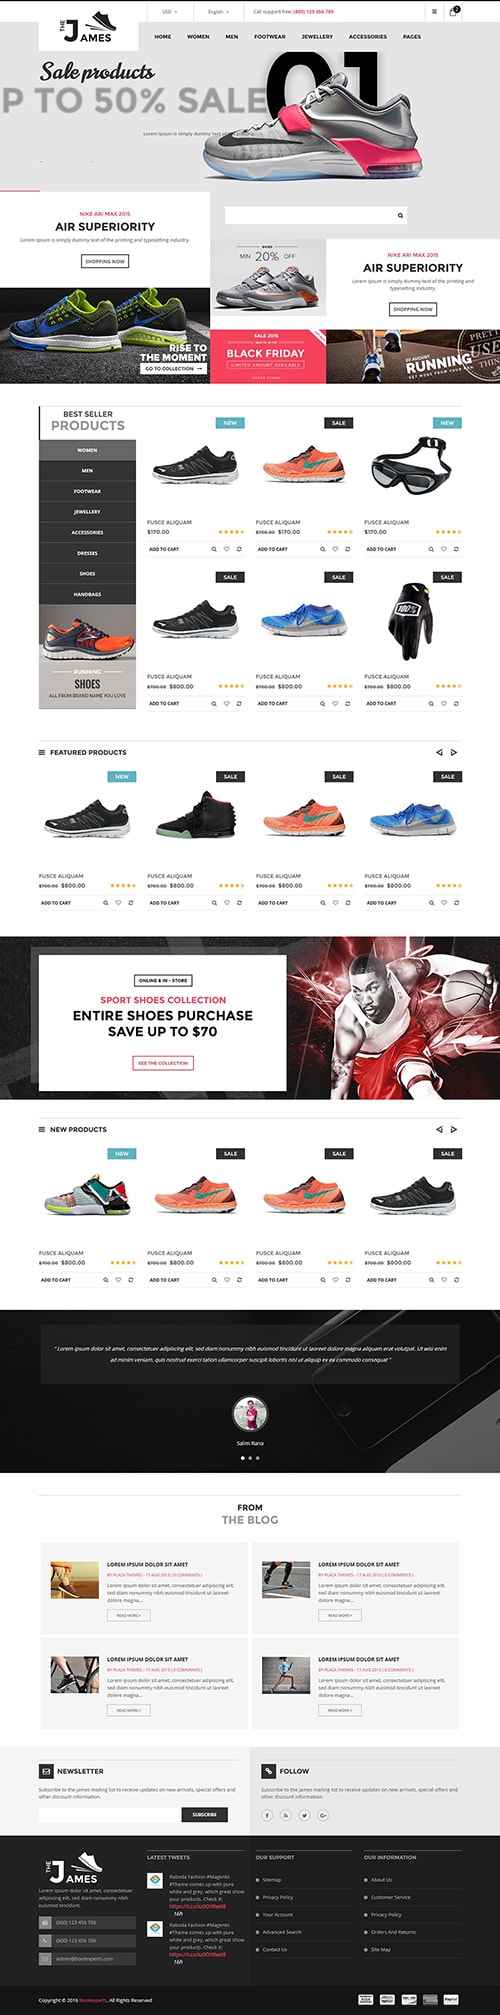 THE JAMES
USD
English
Call support free: (800) 123 456 789
2
HOME WOMEN MEN FOOTWEAR JEWELLERY ACCESSORIES PAGES
Sale products
01
P TO 50% SALE
Lorem Ipsum is simply dummy text of the printing
NIKE ARI MAX 2015
AIR SUPERIORITY
Lorem Ipsum is simply dummy text of the printing and typesetting industry.
SHOPPING NOW
SHOES
MIN 20% OFF
NIKE ARI MAX 2015
AIR SUPERIORITY
Lorem Ipsum is simply dummy text of the printing and typesetting industry.
SHOPPING NOW
RISE TO
THE MOMENT
GO TO COLLECTION
SALE 2015
BLACK FRIDAY
LIMITED AMOUNT AVAILABLE
20 AUGUST
RUNNING
BEST SELLER
PRODUCTS
WOMEN
MEN
FOOTWEAR
JEWELLERY
ACCESSORIES
DRESSES
SHOES
HANDBAGS
RUNNING
SHOES
ALL FROM BRAND NAME YOU LOVE
NEW SALE NEW
FUSCE ALIQUAM FUSCE ALIQUAM FUSCE ALIQUAM
$170.00 $700.00 $170.00 $170.00
ADD TO CART ADD TO CART ADD TO CART
SALE SALE SALE
100%
FUSCE ALIQUAM FUSCE ALIQUAM FUSCE ALIQUAM
$700.00 $800.00 $700.00 $800.00 $700.00 $800.00
ADD TO CART ADD TO CART ADD TO CART
FEATURED PRODUCTS
NEW SALE SALE SALE
FUSCE ALIQUAM FUSCE ALIQUAM FUSCE ALIQUAM FUSCE ALIQUAM
$700.00 $800.00 $700.00 $800.00 $700.00 $800.00 $700.00 $800.00
ADD TO CART ADD TO CART ADD TO CART ADD TO CART
ONLINE & IN - STORE
SPORT SHOES COLLECTION
ENTIRE SHOES PURCHASE
SAVE UP TO $70
SEE THE COLLECTION
NEW PRODUCTS
NEW SALE SALE SALE
FUSCE ALIQUAM FUSCE ALIQUAM FUSCE ALIQUAM FUSCE ALIQUAM
$700.00 $800.00 $700.00 $800.00 $700.00 $800.00 $700.00 $800.00
ADD TO CART ADD TO CART ADD TO CART ADD TO CART
" Lorem ipsum dolor sit amet, consectetuer adipiscing elit, sed diam nonummy nibh euismod tincidunt ut laoreet dolore magna aliquam erat volutpat. Ut wisi enim
ad minim veniam, quis nostrud exerci tation ullamcorper suscipit lobortis nisl ut aliquip ex ea commodo consequat "
Salim Rana
FROM
THE BLOG
LOREM IPSUM DOLOR SIT AMET
BY PLAZA THEMES - 17 AUG 2015 ( 0 COMMENTS )
Lorem ipsum dolor sit amet, consectetuer adipiscing elit, sed diam nonummy nibh euismod tincidunt ut laoreet dolore magna...
READ MORE >
LOREM IPSUM DOLOR SIT AMET
BY PLAZA THEMES - 17 AUG 2015 ( 0 COMMENTS )
Lorem ipsum dolor sit amet, consectetuer adipiscing elit, sed diam nonummy nibh euismod tincidunt ut laoreet dolore magna...
READ MORE >
LOREM IPSUM DOLOR SIT AMET
BY PLAZA THEMES - 17 AUG 2015 ( 0 COMMENTS )
Lorem ipsum dolor sit amet, consectetuer adipiscing elit, sed diam nonummy nibh euismod tincidunt ut laoreet dolore magna...
READ MORE >
LOREM IPSUM DOLOR SIT AMET
BY PLAZA THEMES - 17 AUG 2015 ( 0 COMMENTS )
Lorem ipsum dolor sit amet, consectetuer adipiscing elit, sed diam nonummy nibh euismod tincidunt ut laoreet dolore magna...
READ MORE >
NEWSLETTER
Subscribe to the James mailing list to receive updates on new arrivals, special offers and other discount information.
SUBSCRIBE
FOLLOW
Subscribe to the James mailing list to receive updates on new arrivals, special offers and other discount information.
THE JAMES
Lorem ipsum dolor sit amet, consectetuer adipiscing elit, sed diam nonummy nibh euismod tincidunt.
(800) 123 456 789
(800) 123 456 789
admin@bootexperts.com
LATEST TWEETS
Raboda Fashion #Magento #Theme comes up with pure white and grey, which great show your products. Check it:
16h
Raboda Fashion #Magento #Theme comes up with pure white and grey, which great show your products. Check it:
16h
OUR SUPPORT
Sitemap
Privacy Policy
Your Account
Advanced Search
Contact Us
OUR INFORMATION
About Us
Customer Service
Privacy Policy
Orders And Returns
Site Map
Copyright © 2016 Bootexperts. All Rights Reserved